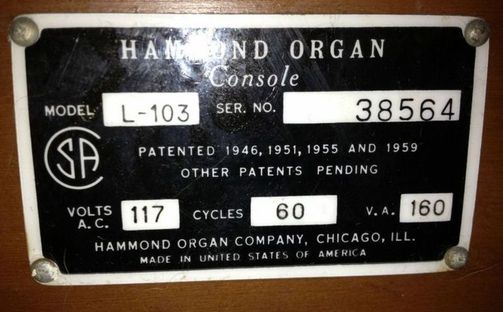 HAMMOND ORGAN
Console
MODEL L-103 SER. NO. 38564
CSA
PATENTED 1946, 1951, 1955 AND 1959
OTHER PATENTS PENDING
VOLTS A.C. 117 CYCLES 60 V.A. 160
HAMMOND ORGAN COMPANY, CHICAGO, ILL.
MADE IN UNITED STATES OF AMERICA